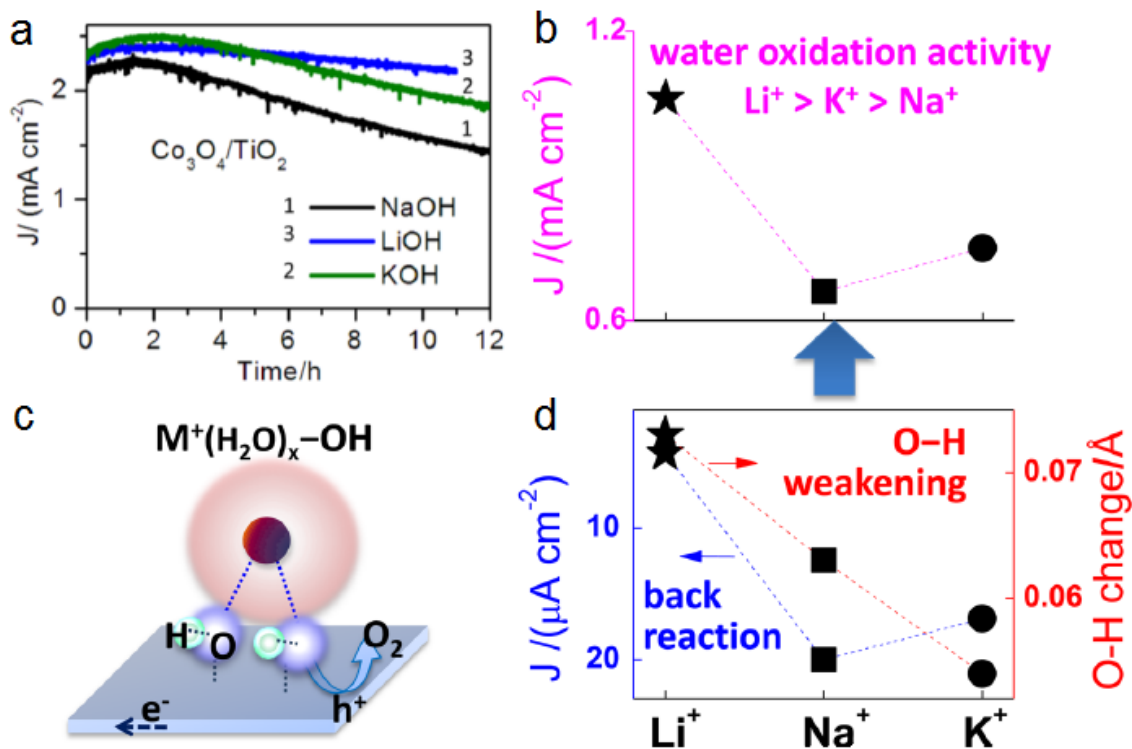 a
J/ (mA cm⁻²)
2
1
0
3
2
1
Co₃O₄/TiO₂
1 NaOH
3 LiOH
2 KOH
0 2 4 6 8 10 12
Time/h
b
J /(mA cm⁻²)
1.2
0.6
water oxidation activity
Li⁺ > K⁺ > Na⁺
c
M⁺(H₂O)ₓ–OH
H O
O₂
h⁺
e⁻
d
J /(µA cm⁻²)
10
20
O–H
weakening
back
reaction
0.07
0.06
O-H change/Å
Li⁺ Na⁺ K⁺